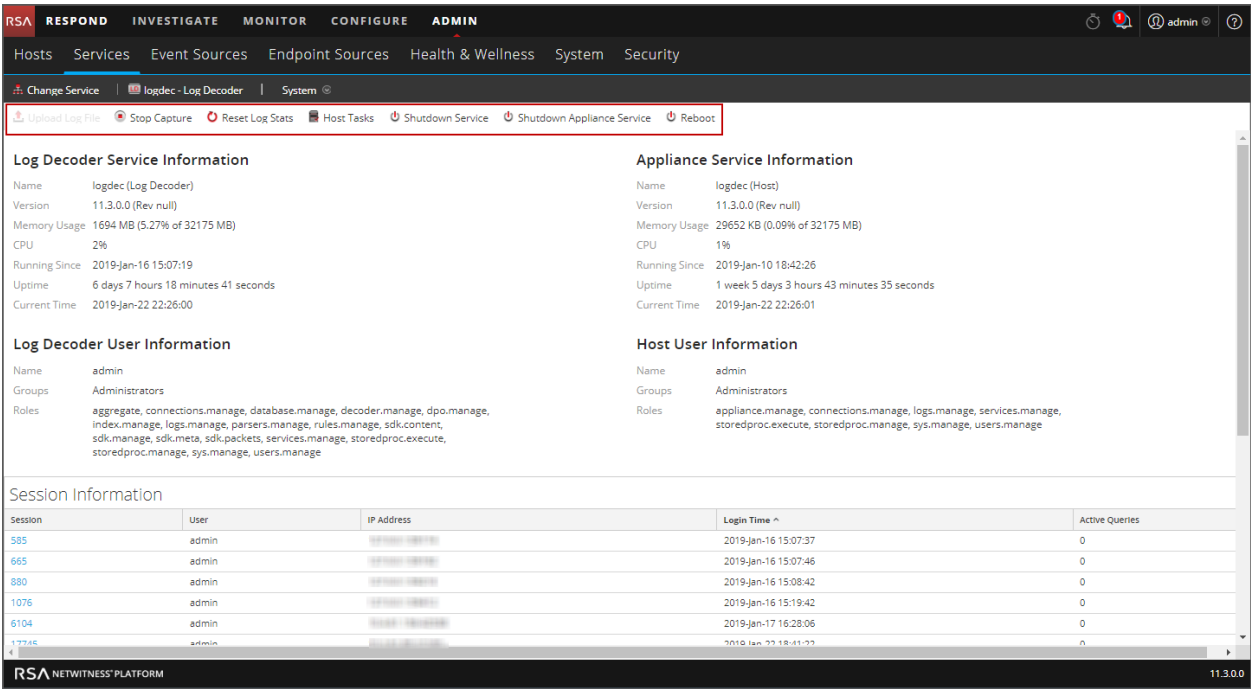 RSA RESPOND INVESTIGATE MONITOR CONFIGURE ADMIN 1 admin ?
Hosts Services Event Sources Endpoint Sources Health & Wellness System Security
Change Service | logdec - Log Decoder | System
Upload Log File Stop Capture Reset Log Stats Host Tasks Shutdown Service Shutdown Appliance Service Reboot
Log Decoder Service Information
Name logdec (Log Decoder)
Version 11.3.0.0 (Rev null)
Memory Usage 1694 MB (5.27% of 32175 MB)
CPU 2%
Running Since 2019-Jan-16 15:07:19
Uptime 6 days 7 hours 18 minutes 41 seconds
Current Time 2019-Jan-22 22:26:00
Appliance Service Information
Name logdec (Host)
Version 11.3.0.0 (Rev null)
Memory Usage 29652 KB (0.09% of 32175 MB)
CPU 1%
Running Since 2019-Jan-10 18:42:26
Uptime 1 week 5 days 3 hours 43 minutes 35 seconds
Current Time 2019-Jan-22 22:26:01
Log Decoder User Information
Name admin
Groups Administrators
Roles aggregate, connections.manage, database.manage, decoder.manage, dpo.manage,
index.manage, logs.manage, parsers.manage, rules.manage, sdk.content,
sdk.manage, sdk.meta, sdk.packets, services.manage, storedproc.execute,
storedproc.manage, sys.manage, users.manage
Host User Information
Name admin
Groups Administrators
Roles appliance.manage, connections.manage, logs.manage, services.manage,
storedproc.execute, storedproc.manage, sys.manage, users.manage
Session Information
Session User IP Address Login Time Active Queries
585 admin 2019-Jan-16 15:07:37 0
665 admin 2019-Jan-16 15:07:46 0
880 admin 2019-Jan-16 15:08:42 0
1076 admin 2019-Jan-16 15:19:42 0
6104 admin 2019-Jan-17 16:28:06 0
17745 admin 2019-Jan-22 18:41:22 0
RSA NETWITNESS® PLATFORM 11.3.0.0